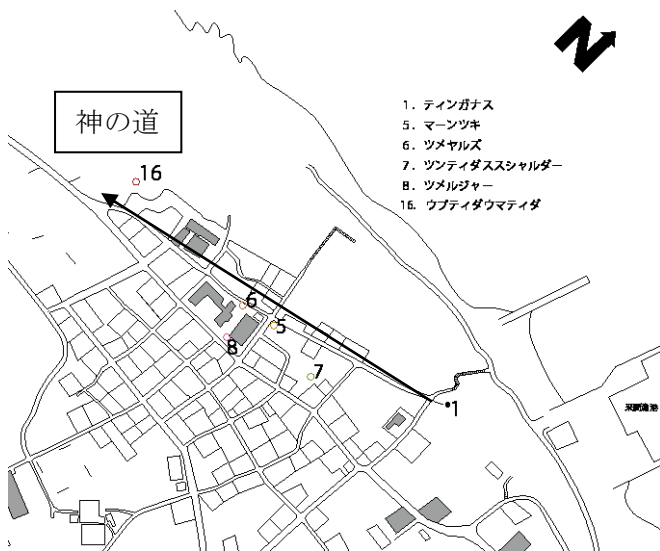 N
神の道
1. ティンガナス
5. マーンツキ
6. ツメヤルズ
7. ツンティダススシャルダー
8. ツメルジャー
16. ウプティダウマティダ
16
6
5
8
7
1